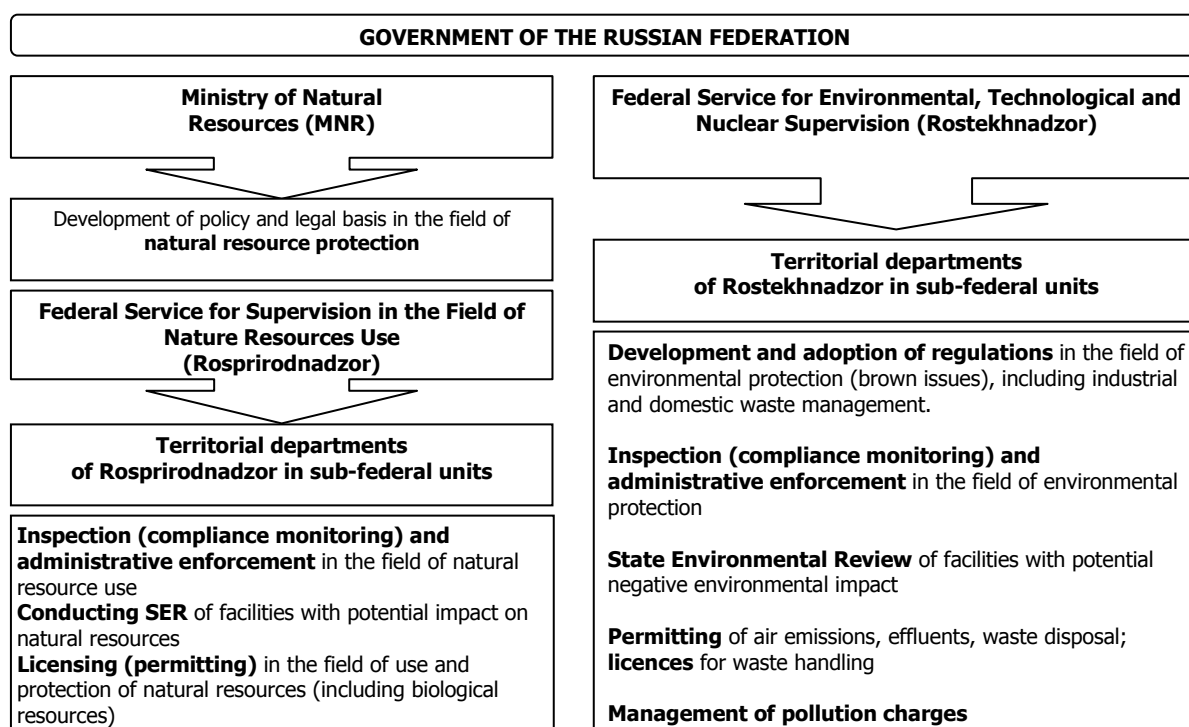 GOVERNMENT OF THE RUSSIAN FEDERATION
Ministry of Natural
Resources (MNR)
Development of policy and legal basis in the field of
natural resource protection
Federal Service for Supervision in the Field of
Nature Resources Use
(Rosprirodnadzor)
Territorial departments
of Rosprirodnadzor in sub-federal units
Inspection (compliance monitoring) and
administrative enforcement in the field of natural
resource use
Conducting SER of facilities with potential impact on
natural resources
Licensing (permitting) in the field of use and
protection of natural resources (including biological
resources)
Federal Service for Environmental, Technological and
Nuclear Supervision (Rostekhnadzor)
Territorial departments
of Rostekhnadzor in sub-federal units
Development and adoption of regulations in the field of
environmental protection (brown issues), including industrial
and domestic waste management.
Inspection (compliance monitoring) and
administrative enforcement in the field of environmental
protection
State Environmental Review of facilities with potential
negative environmental impact
Permitting of air emissions, effluents, waste disposal;
licences for waste handling
Management of pollution charges